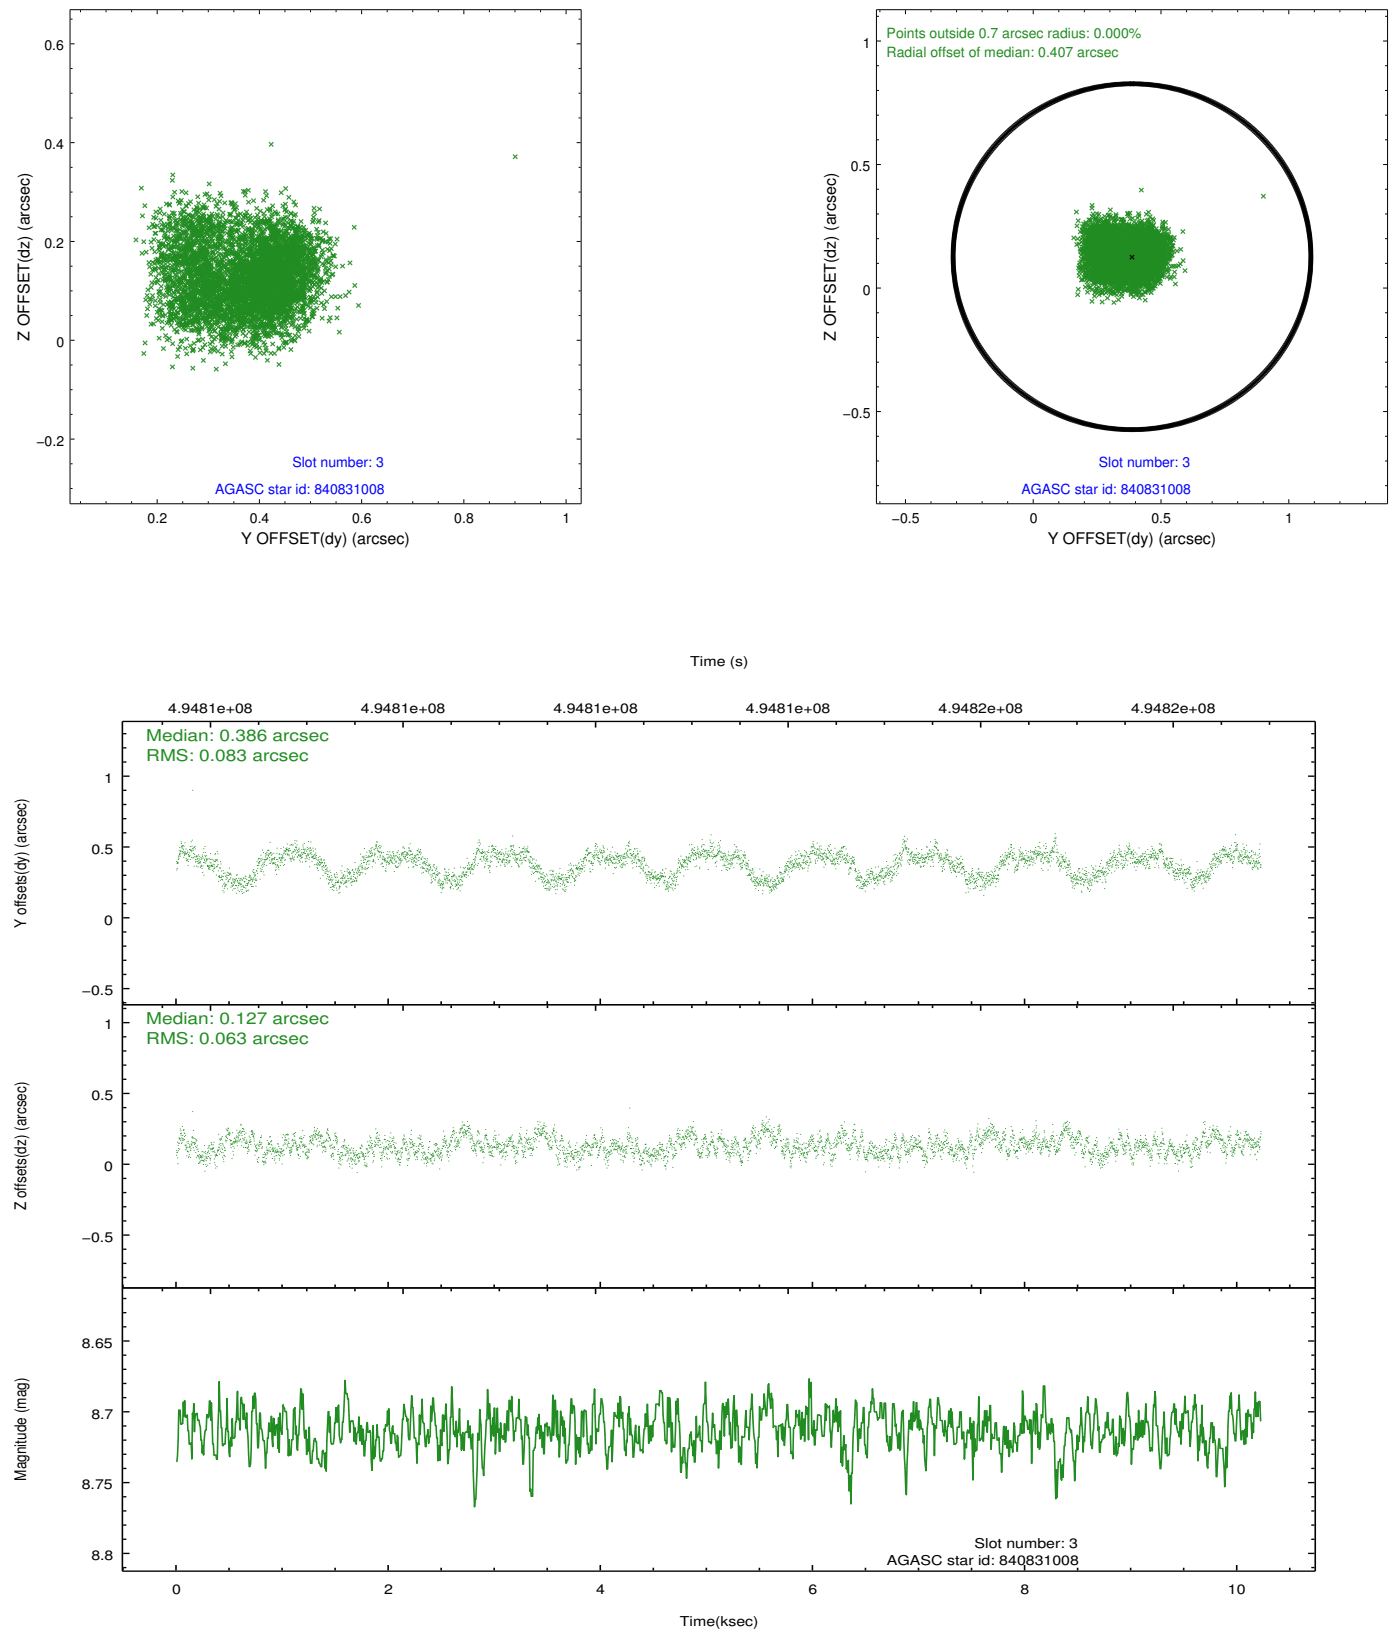 0.6
0.4
0.2
0
−0.2
Z OFFSET(dz) (arcsec)
0.2 0.4 0.6 0.8 1
Y OFFSET(dy) (arcsec)
Slot number: 3
AGASC star id: 840831008
Points outside 0.7 arcsec radius: 0.000%
Radial offset of median: 0.407 arcsec
1
0.5
0
−0.5
Z OFFSET(dz) (arcsec)
−0.5 0 0.5 1
Y OFFSET(dy) (arcsec)
Slot number: 3
AGASC star id: 840831008
Time (s)
4.9481e+08 4.9481e+08 4.9481e+08 4.9481e+08 4.9482e+08 4.9482e+08
Median: 0.386 arcsec
RMS: 0.083 arcsec
1
0.5
0
−0.5
Y offsets(dy) (arcsec)
Median: 0.127 arcsec
RMS: 0.063 arcsec
1
0.5
0
−0.5
Z offsets(dz) (arcsec)
8.65
8.7
8.75
8.8
Magnitude (mag)
Slot number: 3
AGASC star id: 840831008
0 2 4 6 8 10
Time(ksec)